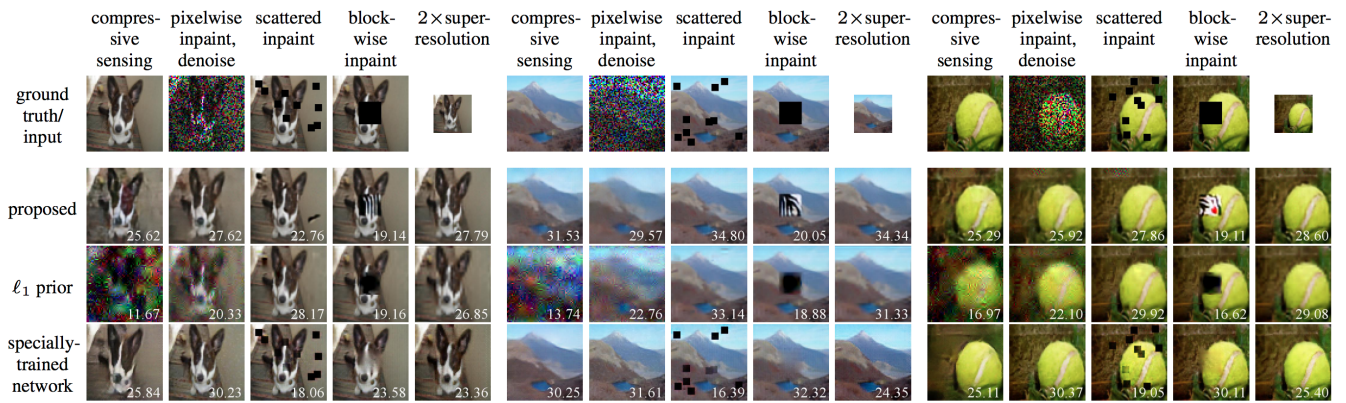 compres- pixelwise scattered block- 2×super-
sive inpaint, inpaint wise resolution
sensing denoise inpaint
compres- pixelwise scattered block- 2×super-
sive inpaint, inpaint wise resolution
sensing denoise inpaint
compres- pixelwise scattered block- 2×super-
sive inpaint, inpaint wise resolution
sensing denoise inpaint
ground
truth/
input
proposed
25.62 27.62 22.76 19.14 27.79 31.53 29.57 34.80 20.05 34.34 25.29 25.92 27.86 19.11 28.60
ℓ1 prior
11.67 20.33 28.17 19.16 26.85 13.74 22.76 33.14 18.88 31.33 16.97 22.10 29.92 16.62 29.08
specially-
trained
network
25.84 30.23 18.06 23.58 23.36 30.25 31.61 16.39 32.32 24.35 25.11 30.37 19.05 30.11 25.40